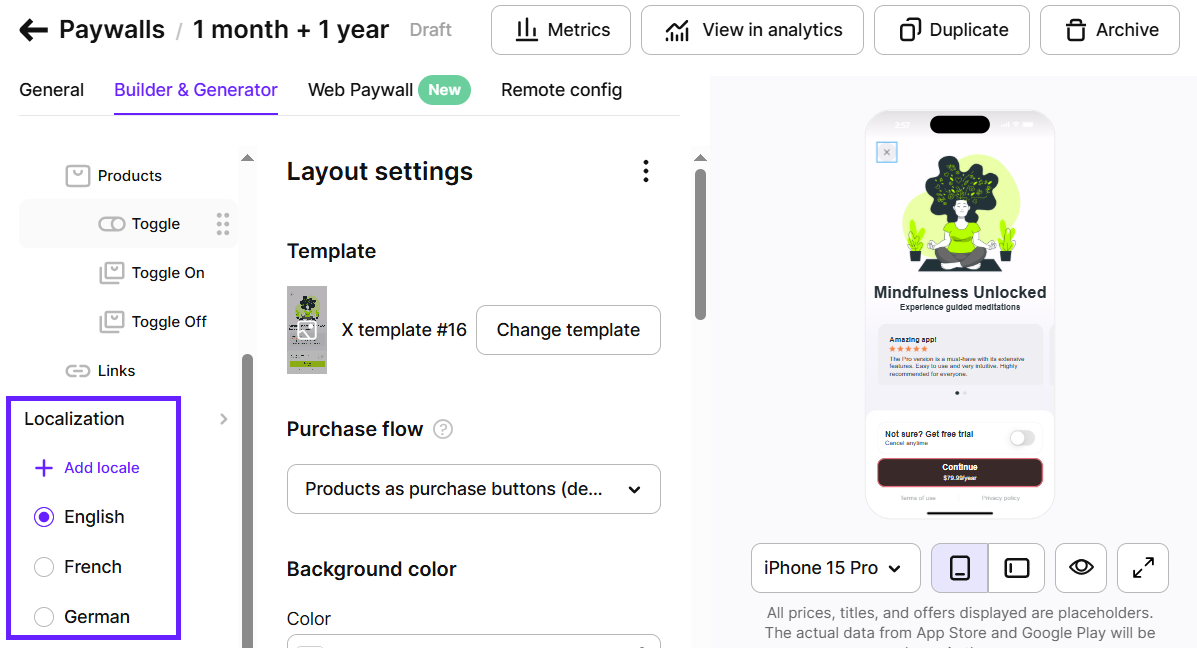 Paywalls / 1 month + 1 year Draft
Metrics
View in analytics
Duplicate
Archive
General
Builder & Generator
Web Paywall New
Remote config
Products
Toggle
Toggle On
Toggle Off
Links
Localization
Add locale
English
French
German
Layout settings
Template
X template #16
Change template
Purchase flow ?
Products as purchase buttons (de...
Background color
Color
2:57
Mindfulness Unlocked
Experience guided meditations
Amazing app!
The Pro version is a must-have with its extensive
features. Easy to use and very intuitive. Highly
recommended for everyone.
Not sure? Get free trial
Cancel anytime
Continue
$79.99/year
Terms of use
Privacy policy
iPhone 15 Pro
All prices, titles, and offers displayed are placeholders.
The actual data from App Store and Google Play will be